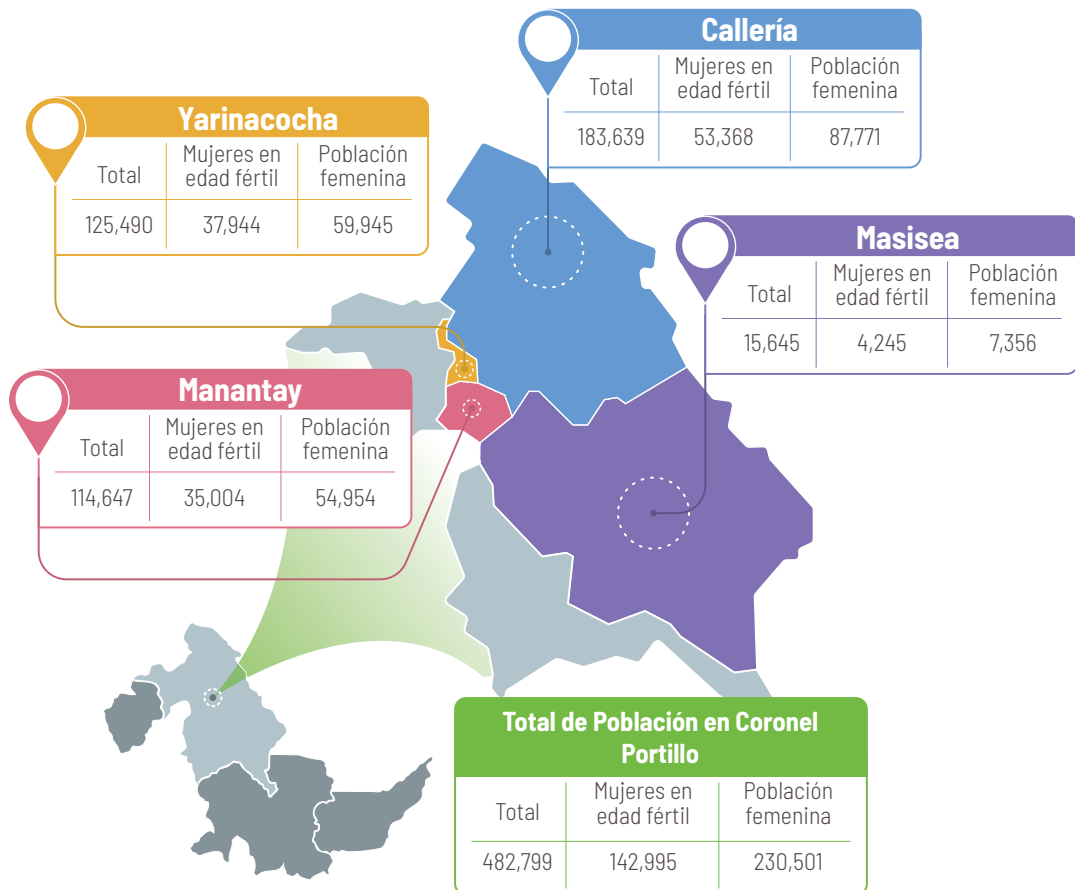 Callería
Total
Mujeres en
edad fértil
Población
femenina
183,639
53,368
87,771
Yarinacocha
Total
Mujeres en
edad fértil
Población
femenina
125,490
37,944
59,945
Masisea
Total
Mujeres en
edad fértil
Población
femenina
15,645
4,245
7,356
Manantay
Total
Mujeres en
edad fértil
Población
femenina
114,647
35,004
54,954
Total de Población en Coronel
Portillo
Total
Mujeres en
edad fértil
Población
femenina
482,799
142,995
230,501